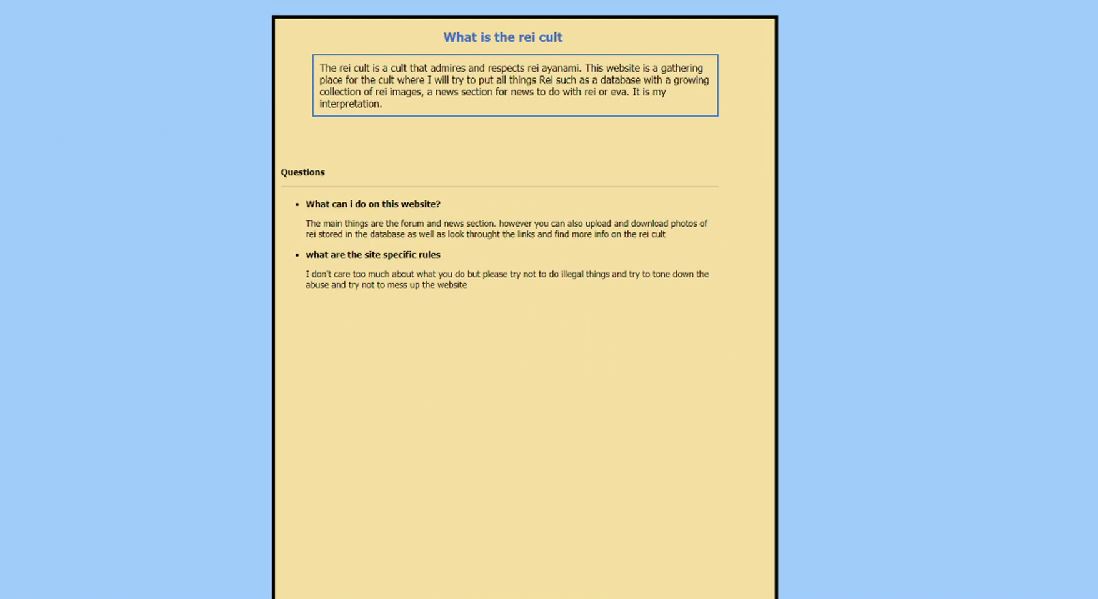 What is the rei cult
The rei cult is a cult that admires and respects rei ayanami. This website is a gathering
place for the cult where I will try to put all things Rei such as a database with a growing
collection of rei images, a news section for news to do with rei or eva. It is my
interpretation.
Questions
• What can i do on this website?
The main things are the forum and news section. however you can also upload and download photos of
rei stored in the database as well as look throught the links and find more info on the rei cult
• what are the site specific rules
I don't care too much about what you do but please try not to do illegal things and try to tone down the
abuse and try not to mess up the website